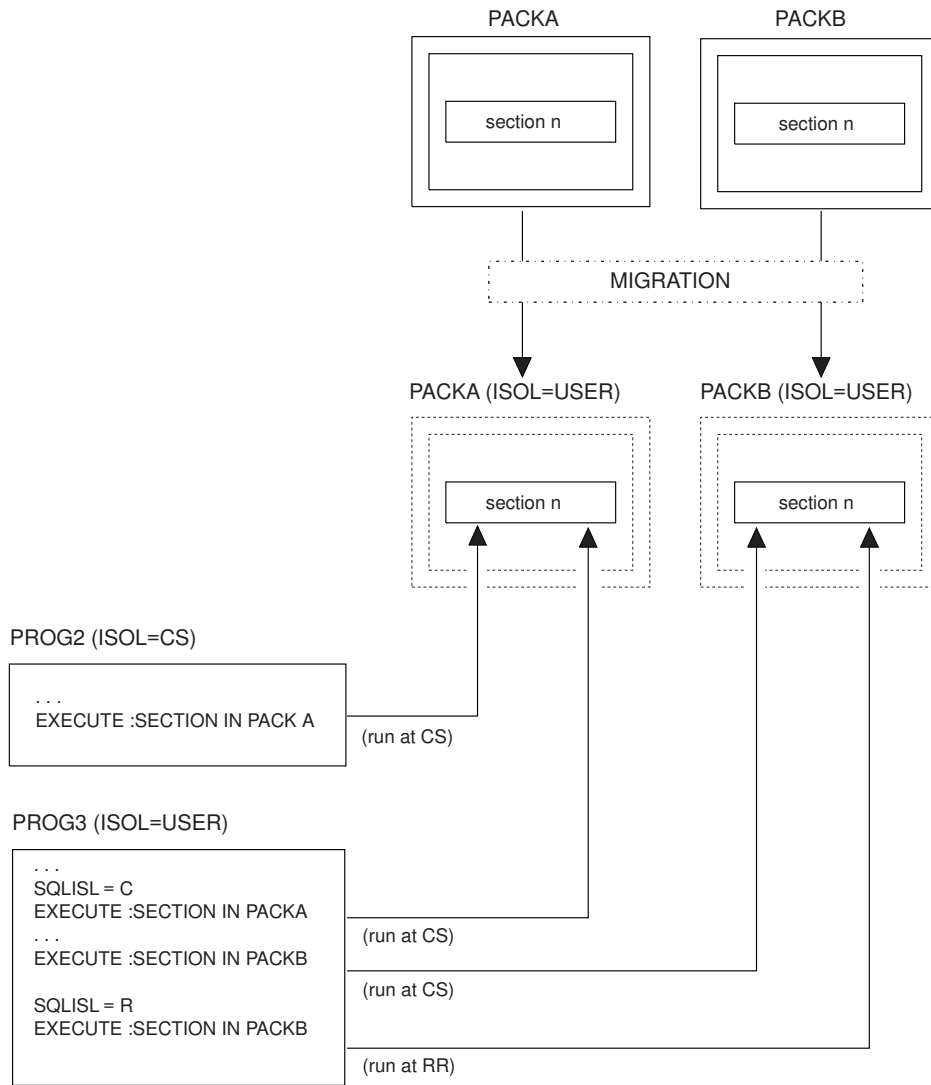 PACKA
PACKB
section n
section n
MIGRATION
PACKA (ISOL=USER)
PACKB (ISOL=USER)
section n
section n
PROG2 (ISOL=CS)
. . .
EXECUTE :SECTION IN PACK A
(run at CS)
PROG3 (ISOL=USER)
. . .
SQLISL = C
EXECUTE :SECTION IN PACKA
(run at CS)
. . .
EXECUTE :SECTION IN PACKB
(run at CS)
SQLISL = R
EXECUTE :SECTION IN PACKB
(run at RR)